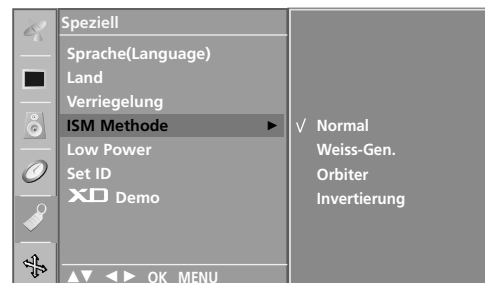 Speziell
Sprache(Language)
Land
Verriegelung
ISM Methode ►
Low Power
Set ID
XD Demo
√ Normal
Weiss-Gen.
Orbiter
Invertierung
▲▼ ◄► OK MENU